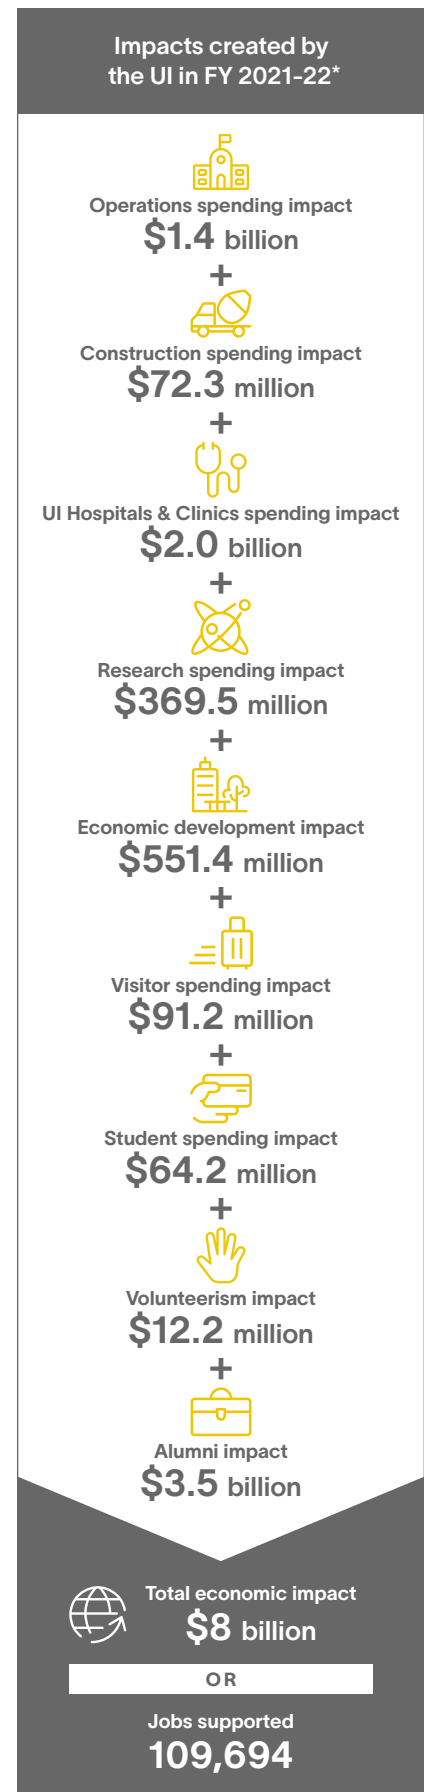 Impacts created by
the UI in FY 2021-22*
Operations spending impact
$1.4 billion
+
Construction spending impact
$72.3 million
+
UI Hospitals & Clinics spending impact
$2.0 billion
+
Research spending impact
$369.5 million
+
Economic development impact
$551.4 million
+
Visitor spending impact
$91.2 million
+
Student spending impact
$64.2 million
+
Volunteerism impact
$12.2 million
+
Alumni impact
$3.5 billion
Total economic impact
$8 billion
OR
Jobs supported
109,694